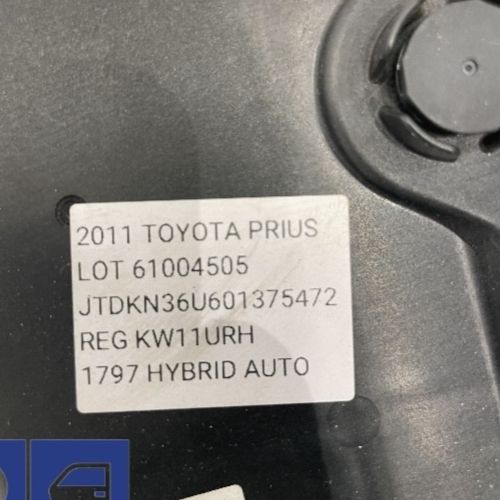 2011 TOYOTA PRIUS
LOT 61004505
JTDKN36U601375472
REG KW11URH
1797 HYBRID AUTO